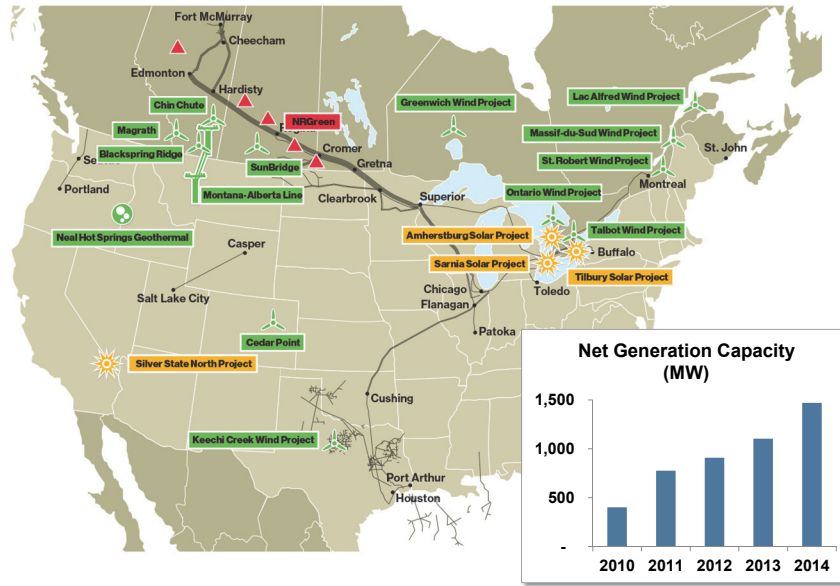 Fort McMurray
Cheecham
Edmonton
Hardisty
Chin Chute
Magrath
Blackspring Ridge
NRGreen
Regina
Cromer
SunBridge
Gretna
Montana-Alberta Line
Clearbrook
Superior
Greenwich Wind Project
Lac Alfred Wind Project
Massif-du-Sud Wind Project
St. Robert Wind Project
St. John
Montreal
Ontario Wind Project
Portland
Neal Hot Springs Geothermal
Amherstburg Solar Project
Talbot Wind Project
Buffalo
Sarnia Solar Project
Tilbury Solar Project
Casper
Salt Lake City
Chicago
Toledo
Flanagan
Patoka
Cedar Point
Silver State North Project
Cushing
Keechi Creek Wind Project
Port Arthur
Houston
Net Generation Capacity
(MW)
1,500
1,000
500
-
2010 2011 2012 2013 2014